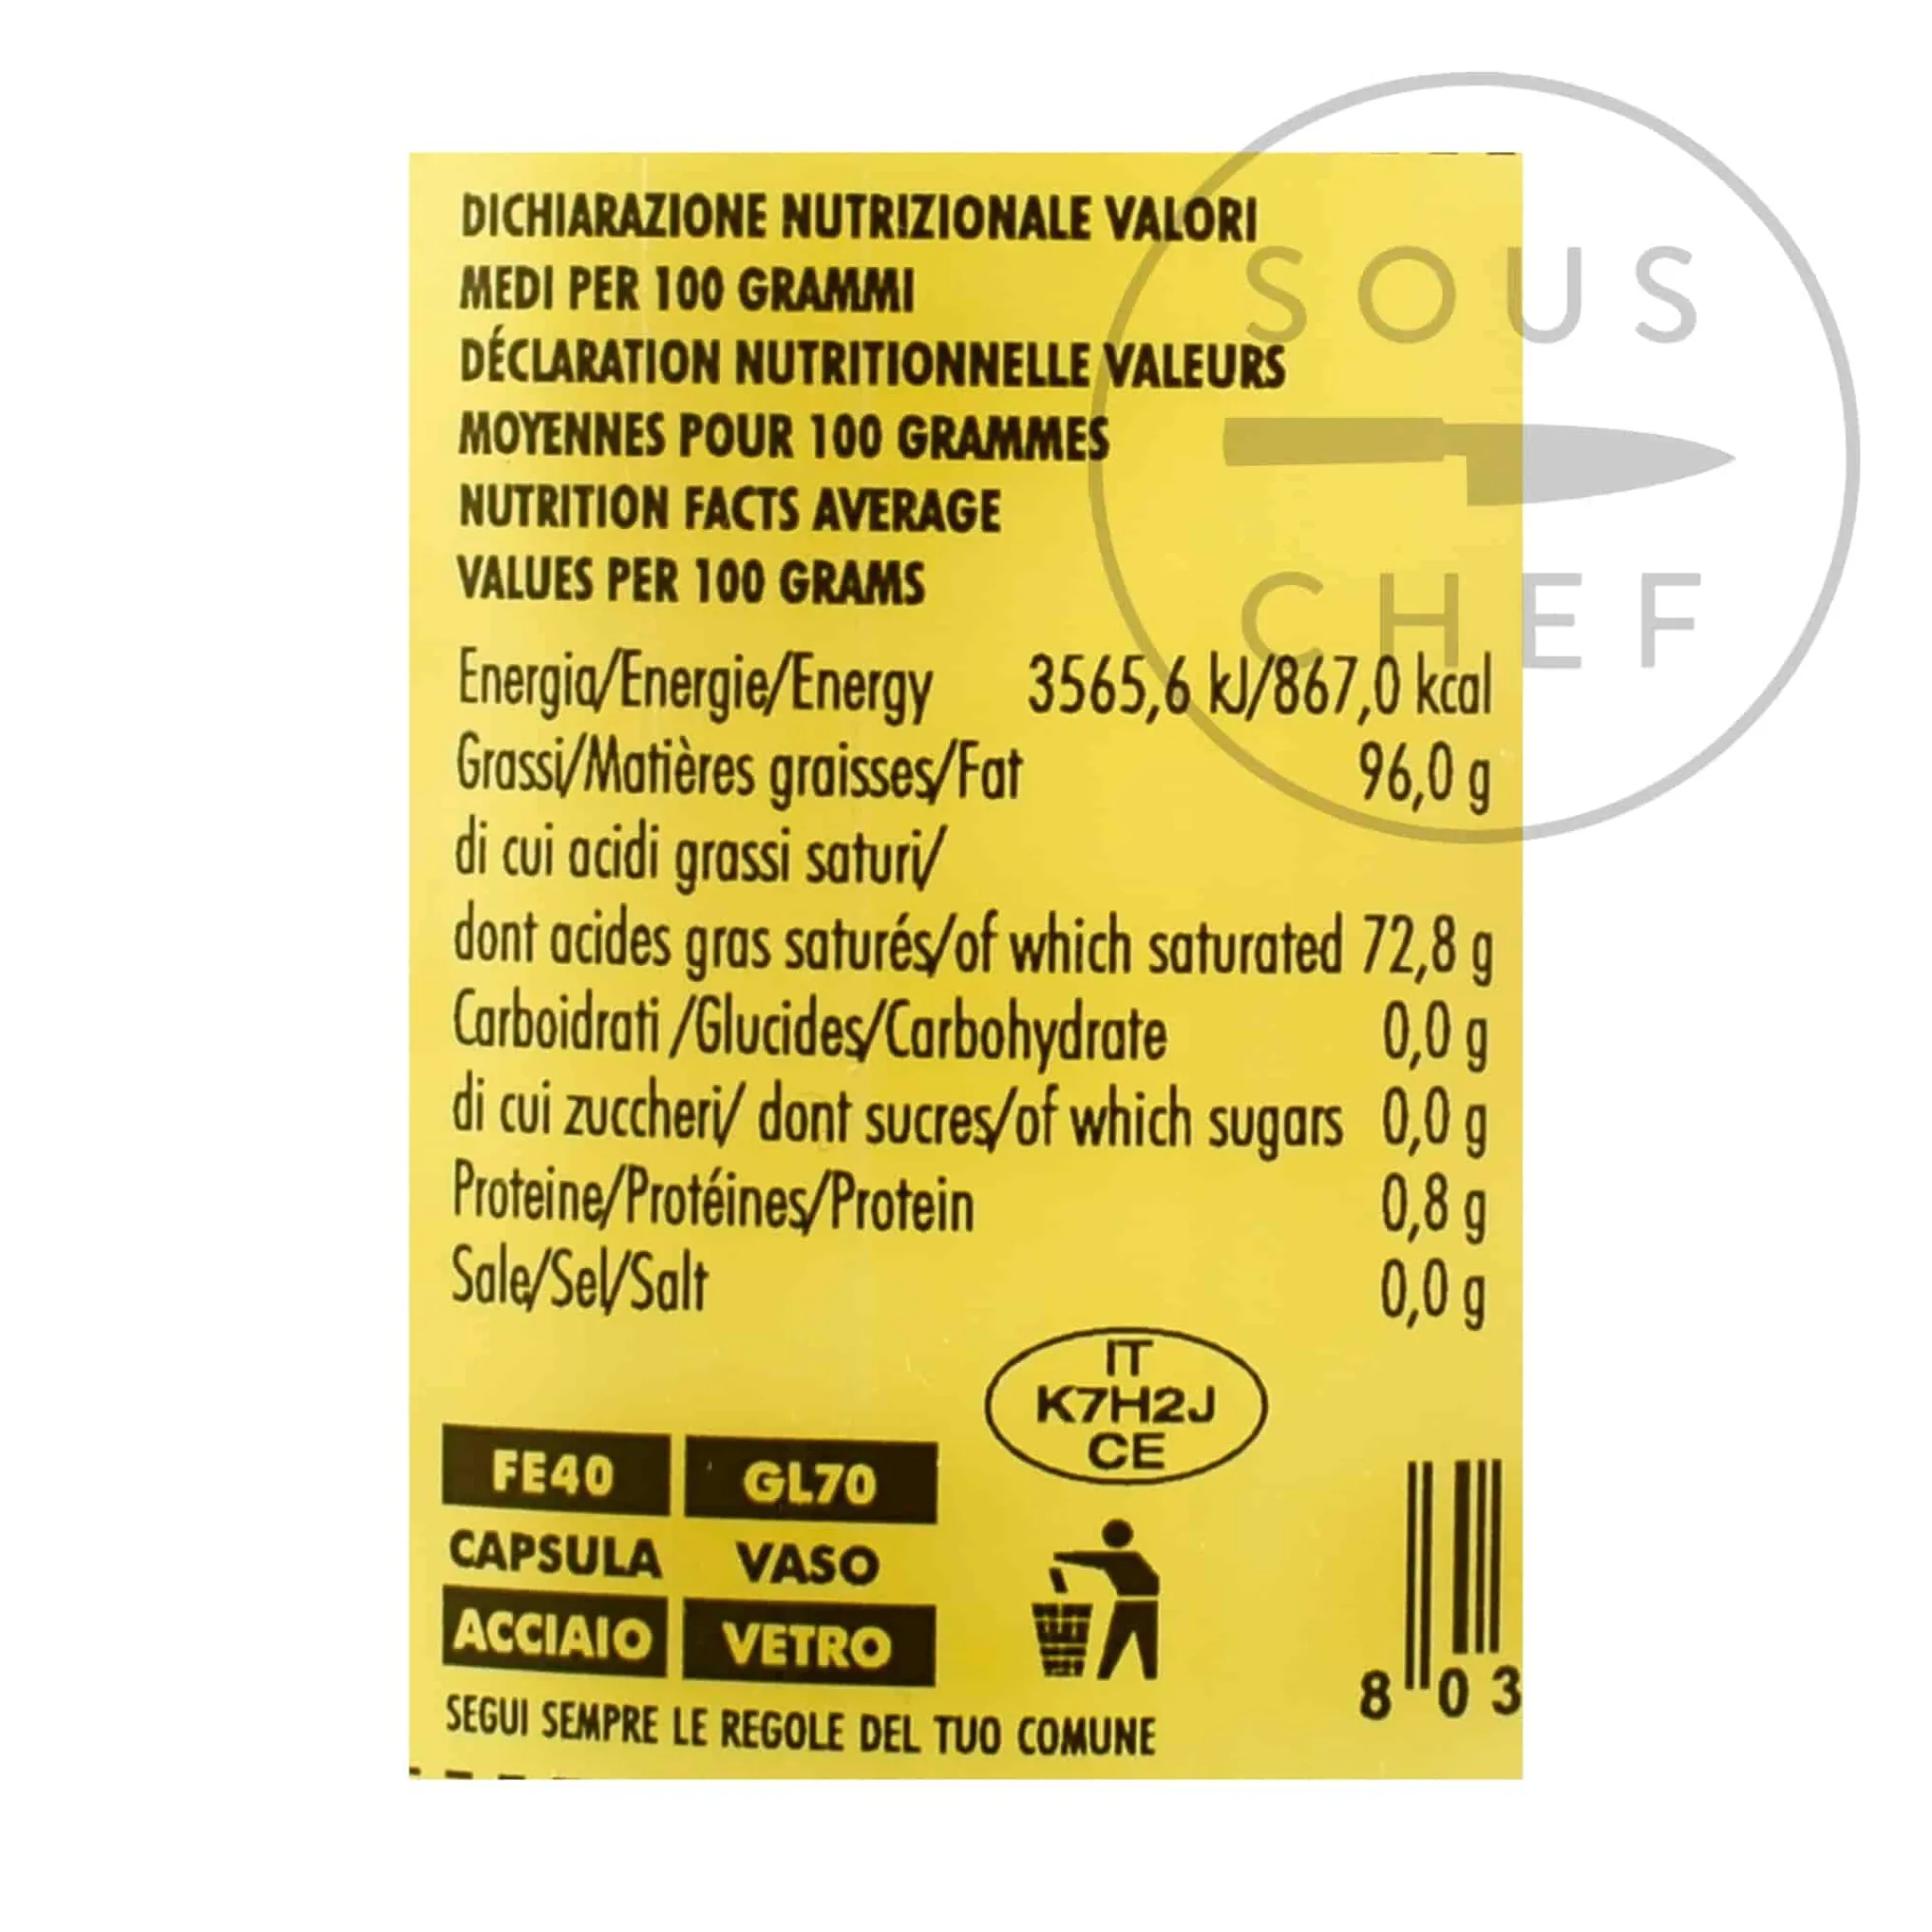 SOUS
CHEF
DICHIARAZIONE NUTRIZIONALE VALORI
MEDI PER 100 GRAMMI
DÉCLARATION NUTRITIONNELLE VALEURS
MOYENNES POUR 100 GRAMMES
NUTRITION FACTS AVERAGE
VALUES PER 100 GRAMS
Energia/Energie/Energy 3565,6 kJ/867,0 kcal
Grassi/Matières graisses/Fat 96,0 g
di cui acidi grassi saturi/
dont acides gras saturés/of which saturated 72,8 g
Carboidrati /Glucides/Carbohydrate 0,0 g
di cui zuccheri/ dont sucres/of which sugars 0,0 g
Proteine/Protéines/Protein 0,8 g
Sale/Sel/Salt 0,0 g
IT
K7H2J
CE
FE40 GL70
CAPSULA VASO
ACCIAIO VETRO
8 03
SEGUI SEMPRE LE REGOLE DEL TUO COMUNE